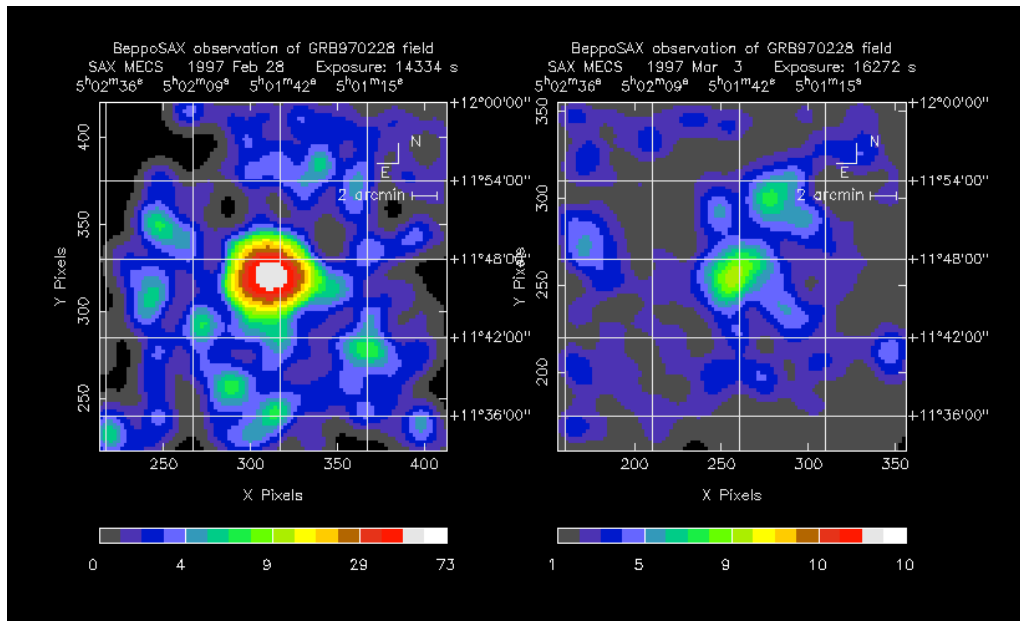 BeppoSAX observation of GRB970228 field
SAX MECS 1997 Feb 28 Exposure: 14334 s
5h02m36s 5h02m09s 5h01m42s 5h01m15s
+12°00'00"
+11°54'00"
+11°48'00"
+11°42'00"
+11°36'00"
N
E
2 arcmin
400
350
300
250
Y Pixels
250 300 350 400
X Pixels
0 4 9 29 73
BeppoSAX observation of GRB970228 field
SAX MECS 1997 Mar 3 Exposure: 16272 s
5h02m36s 5h02m09s 5h01m42s 5h01m15s
+12°00'00"
+11°54'00"
+11°48'00"
+11°42'00"
+11°36'00"
N
E
2 arcmin
350
300
250
200
Y Pixels
200 250 300 350
X Pixels
1 5 9 10 10